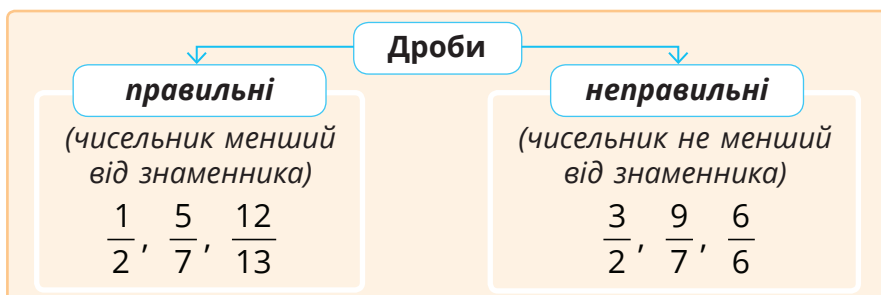 Дроби
правильні
(чисельник менший
від знаменника)
1/2, 5/7, 12/13
неправильні
(чисельник не менший
від знаменника)
3/2, 9/7, 6/6